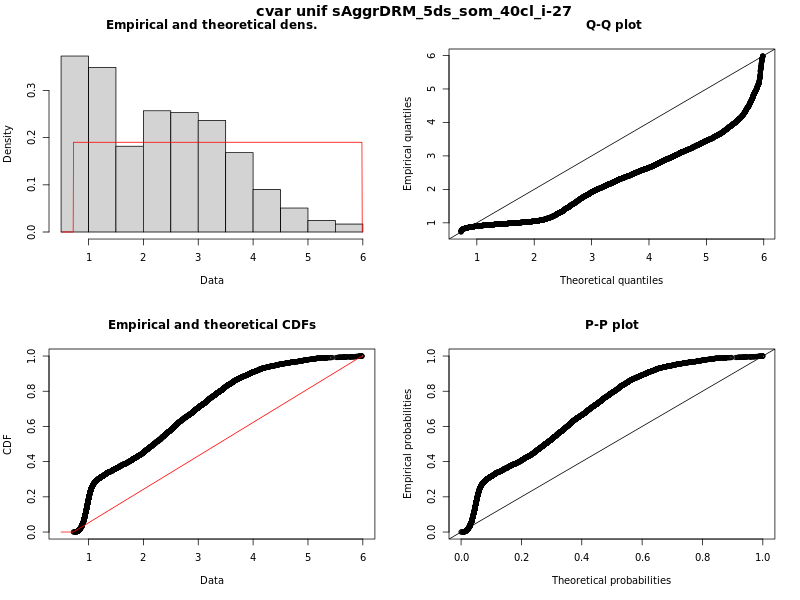 cvar unif sAggrDRM_5ds_som_40cl_i-27
Empirical and theoretical dens.
Density
0.0 0.1 0.2 0.3
1 2 3 4 5 6
Data
Q-Q plot
Empirical quantiles
1 2 3 4 5 6
1 2 3 4 5 6
Theoretical quantiles
Empirical and theoretical CDFs
CDF
0.0 0.2 0.4 0.6 0.8 1.0
1 2 3 4 5 6
Data
P-P plot
Empirical probabilities
0.0 0.2 0.4 0.6 0.8 1.0
0.0 0.2 0.4 0.6 0.8 1.0
Theoretical probabilities